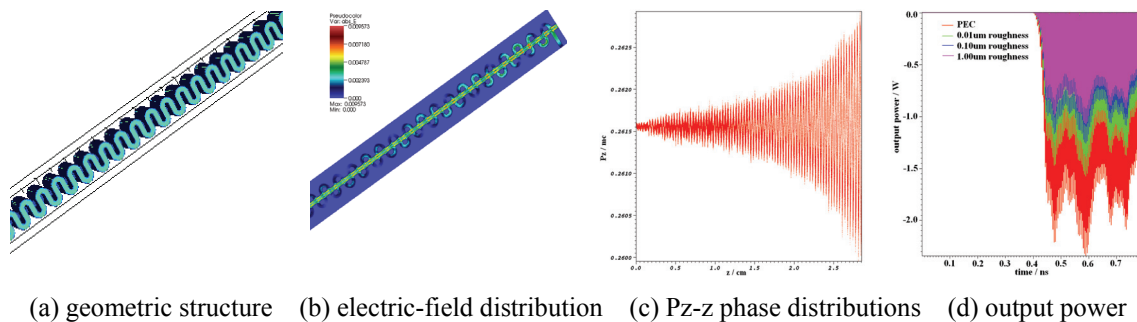 Pseudocolor
Var: abs_E
0.009573
0.007180
0.004787
0.002393
0.000
Max: 0.009573
Min: 0.000
Pz / mc
0.2625
0.2620
0.2615
0.2610
0.2605
0.2600
0.0 0.5 1.0 1.5 2.0 2.5
z / cm
output power / W
0.0
-0.5
-1.0
-1.5
-2.0
PEC
0.01um roughness
0.10um roughness
1.00um roughness
0.1 0.2 0.3 0.4 0.5 0.6 0.7
time / ns
(a) geometric structure (b) electric-field distribution (c) Pz-z phase distributions (d) output power